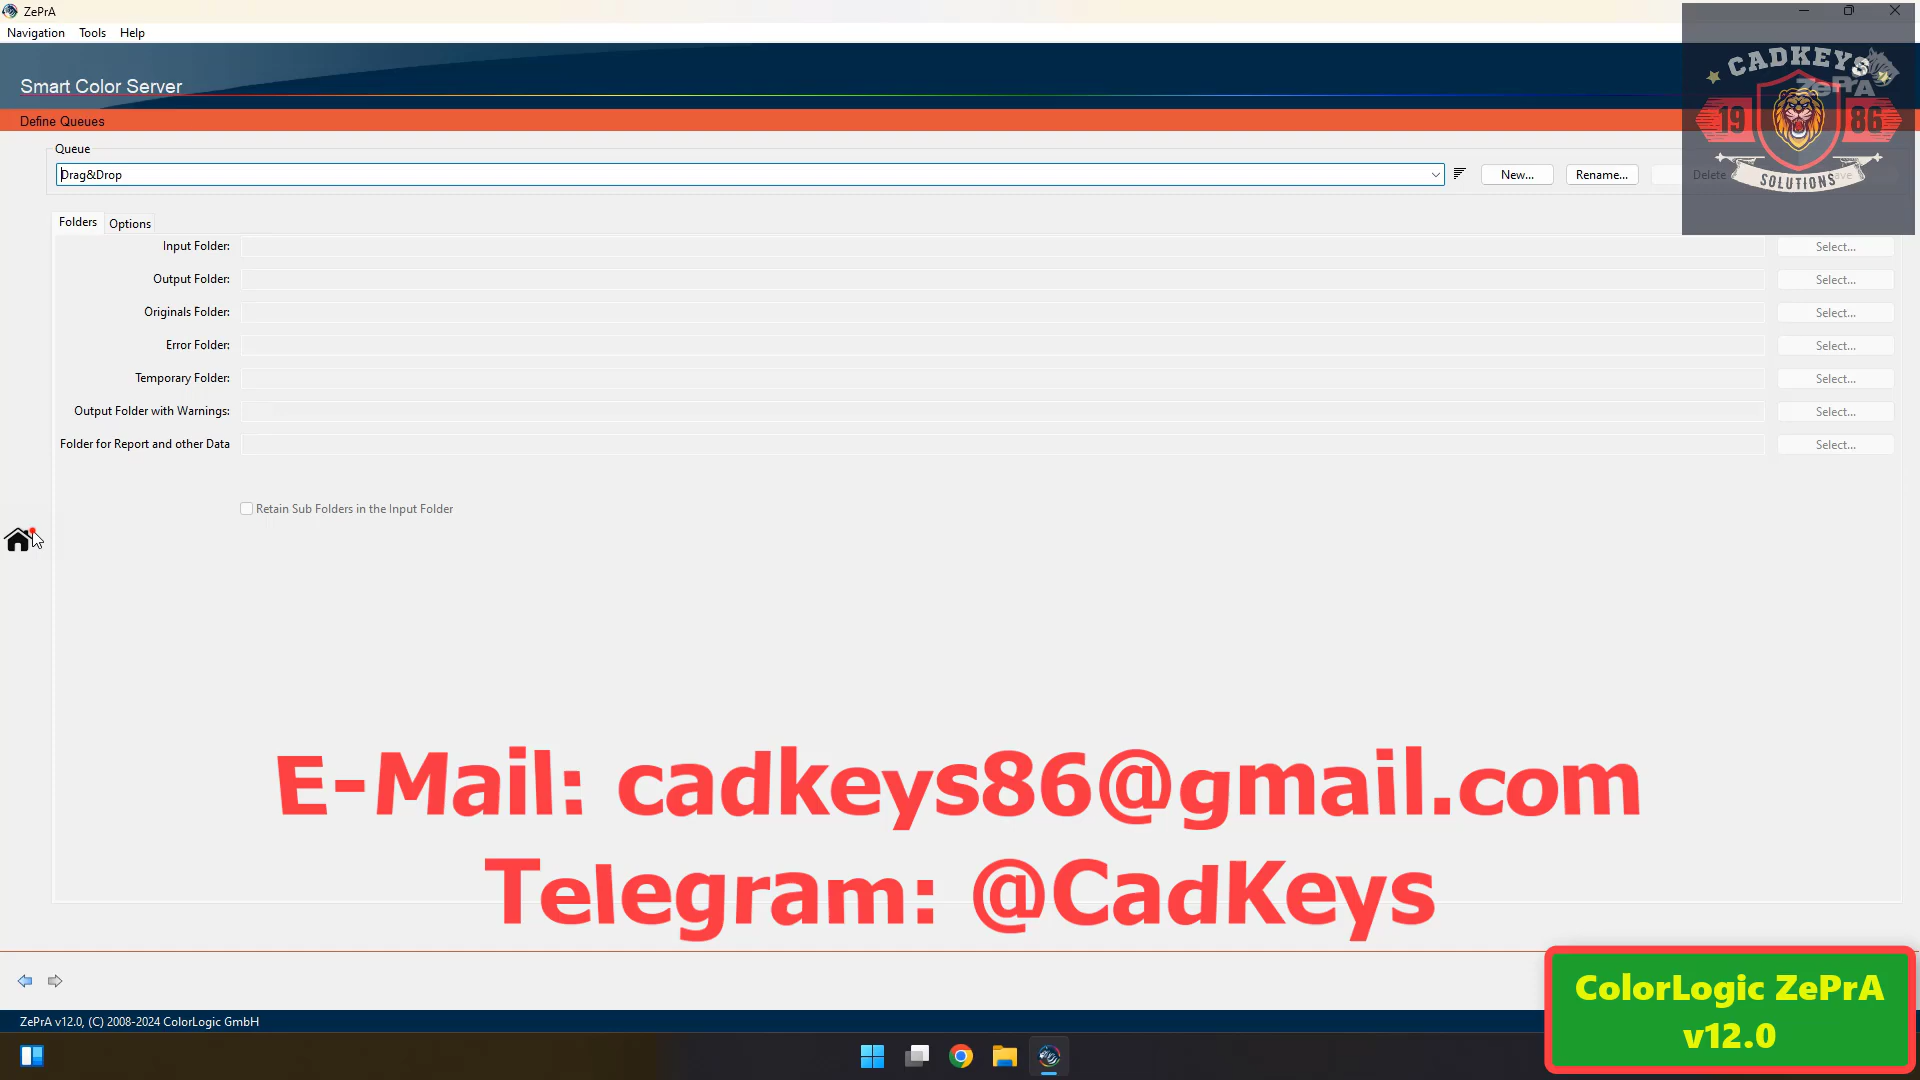 ZePrA
Navigation Tools Help
Smart Color Server
CADKEYS
ZePrA
19 86
SOLUTIONS
Define Queues
Queue
Drag&Drop
New... Rename... Delete
Folders Options
Input Folder: Select...
Output Folder: Select...
Originals Folder: Select...
Error Folder: Select...
Temporary Folder: Select...
Output Folder with Warnings: Select...
Folder for Report and other Data Select...
Retain Sub Folders in the Input Folder
E-Mail: cadkeys86@gmail.com
Telegram: @CadKeys
ColorLogic ZePrA
v12.0
ZePrA v12.0, (C) 2008-2024 ColorLogic GmbH